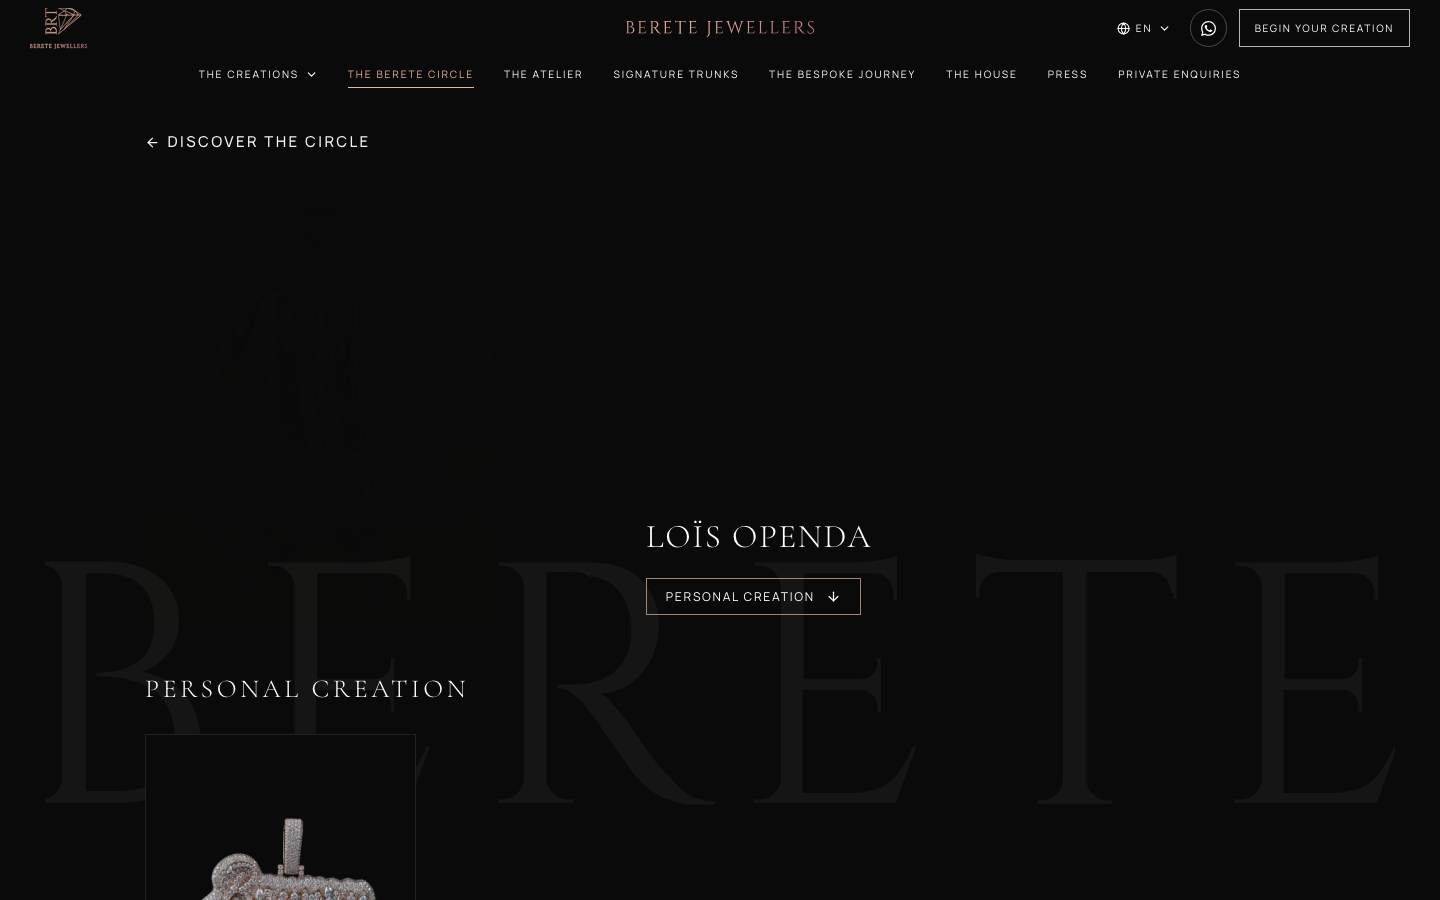 BRT
BERETE JEWELLERS
BERETE JEWELLERS
EN
BEGIN YOUR CREATION
THE CREATIONS
THE BERETE CIRCLE
THE ATELIER
SIGNATURE TRUNKS
THE BESPOKE JOURNEY
THE HOUSE
PRESS
PRIVATE ENQUIRIES
← DISCOVER THE CIRCLE
LOÏS OPENDA
PERSONAL CREATION ↓
BERETE
PERSONAL CREATION